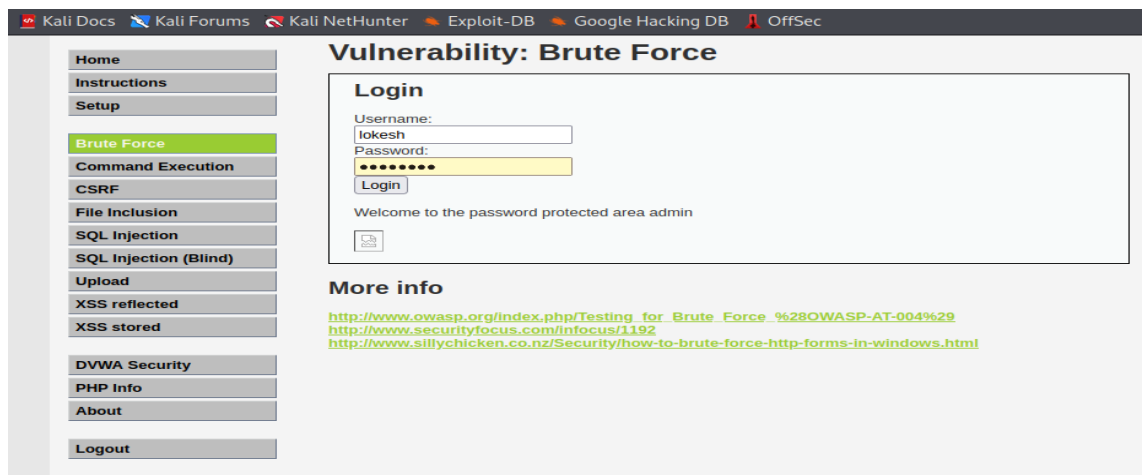 Kali Docs Kali Forums Kali NetHunter Exploit-DB Google Hacking DB OffSec
Home
Instructions
Setup
Brute Force
Command Execution
CSRF
File Inclusion
SQL Injection
SQL Injection (Blind)
Upload
XSS reflected
XSS stored
DVWA Security
PHP Info
About
Logout
Vulnerability: Brute Force
Login
Username:
lokesh
Password:
••••••••
Login
Welcome to the password protected area admin
More info
http://www.owasp.org/index.php/Testing_for_Brute_Force_%28OWASP-AT-004%29
http://www.securityfocus.com/infocus/1192
http://www.sillychicken.co.nz/Security/how-to-brute-force-http-forms-in-windows.html